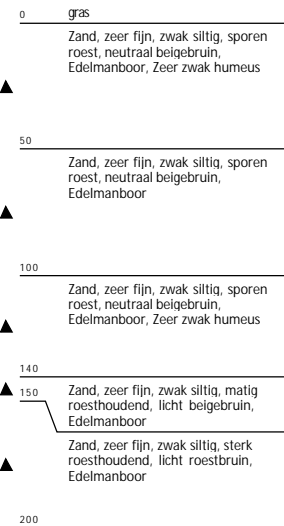 0 gras
Zand, zeer fijn, zwak siltig, sporen
roest, neutraal beigebruin,
Edelmanboor, Zeer zwak humeus
50
Zand, zeer fijn, zwak siltig, sporen
roest, neutraal beigebruin,
Edelmanboor
100
Zand, zeer fijn, zwak siltig, sporen
roest, neutraal beigebruin,
Edelmanboor, Zeer zwak humeus
140
150 Zand, zeer fijn, zwak siltig, matig
roesthoudend, licht beigebruin,
Edelmanboor
Zand, zeer fijn, zwak siltig, sterk
roesthoudend, licht roestbruin,
Edelmanboor
200